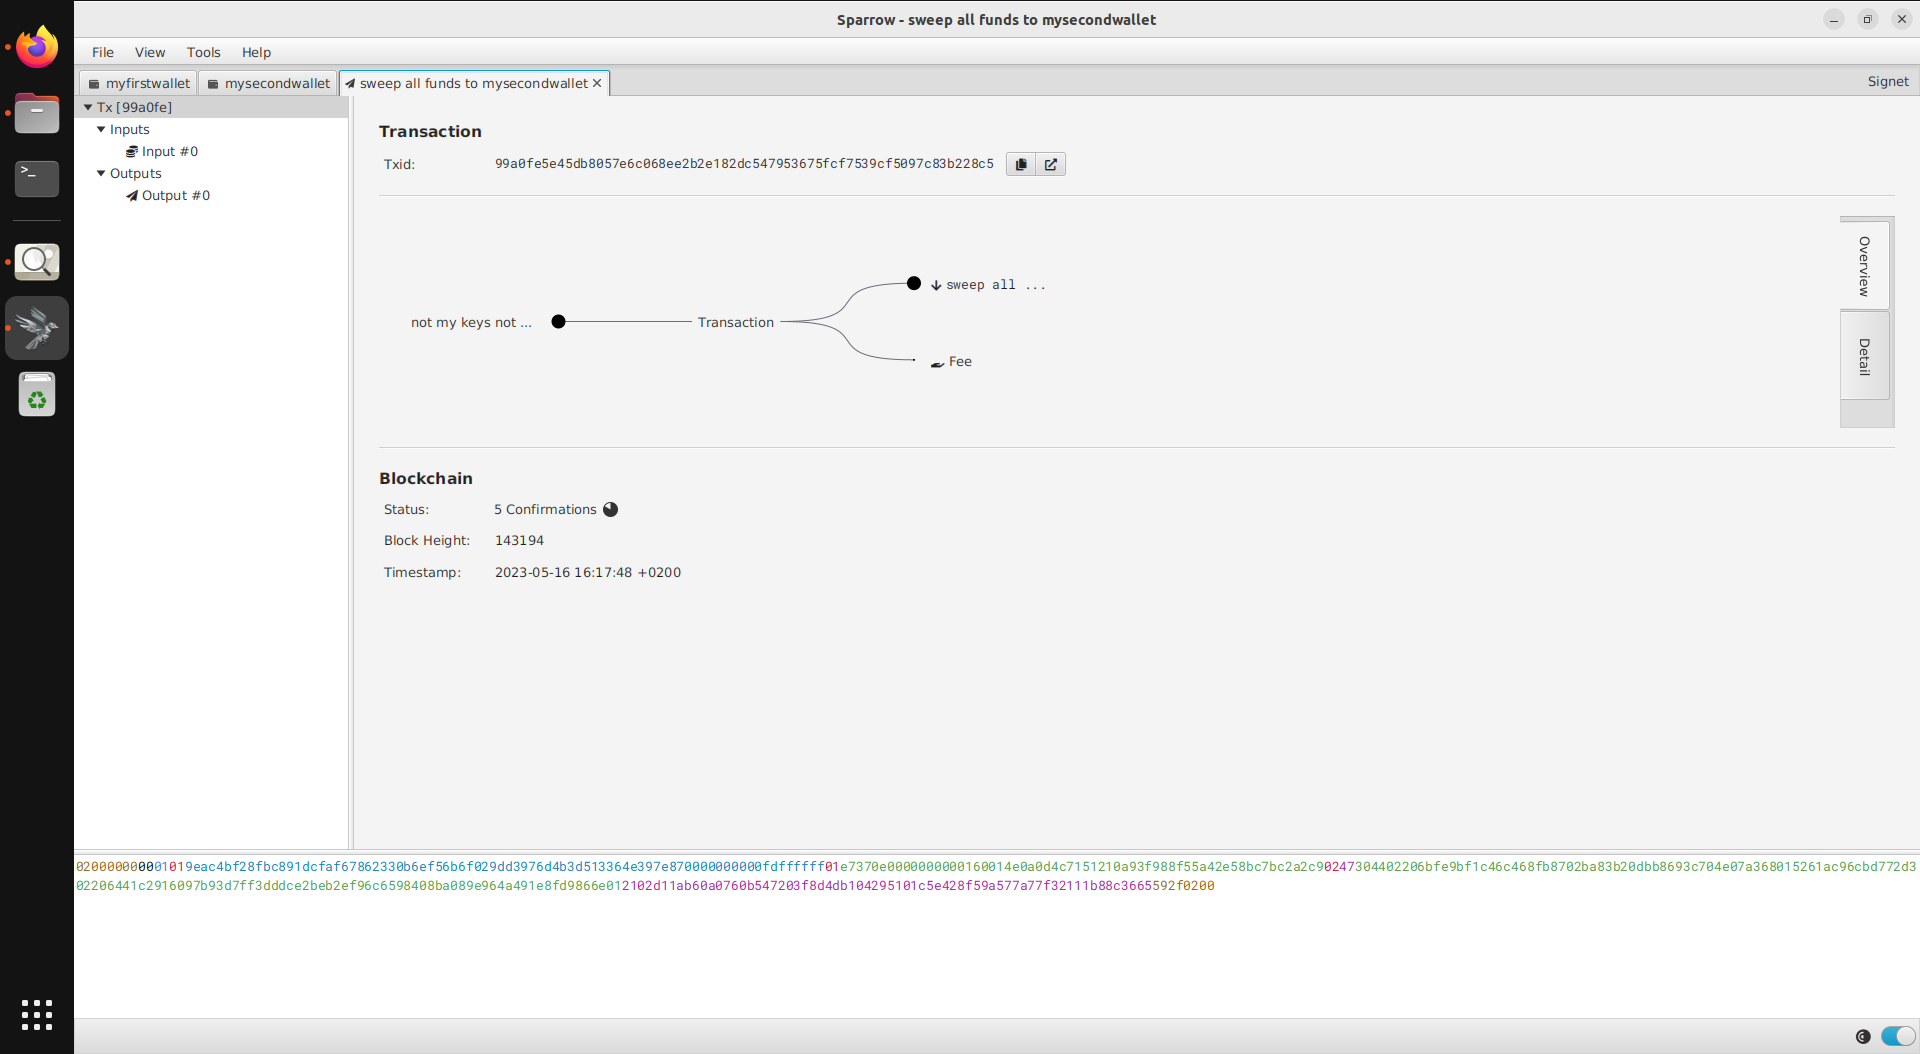 Sparrow - sweep all funds to mysecondwallet
File View Tools Help
myfirstwallet mysecondwallet sweep all funds to mysecondwallet
Signet
Tx [99a0fe]
Inputs
Input #0
Outputs
Output #0
Transaction
Txid: 99a0fe5e45db8057e6c068ee2b2e182dc547953675fcf7539cf5097c83b228c5
not my keys not ...
Transaction
sweep all ...
Fee
Overview
Detail
Blockchain
Status: 5 Confirmations
Block Height: 143194
Timestamp: 2023-05-16 16:17:48 +0200
02000000000101019eac4bf28fbc891dcfaf67862330b6ef56b6f029dd3976d4b3d513364e397e870000000000fdffffff01e7370e0000000000160014e0a0d4c7151210a93f988f55a42e58bc7bc2a2c90247304402206bfe9bf1c46c468fb8702ba83b20dbb8693c704e07a368015261ac96cbd772d3
02206441c2916097b93d7ff3dddce2beb2ef96c6598408ba089e964a491e8fd9866e012102d11ab60a0760b547203f8d4db104295101c5e428f59a577a77f32111b88c3665592f0200